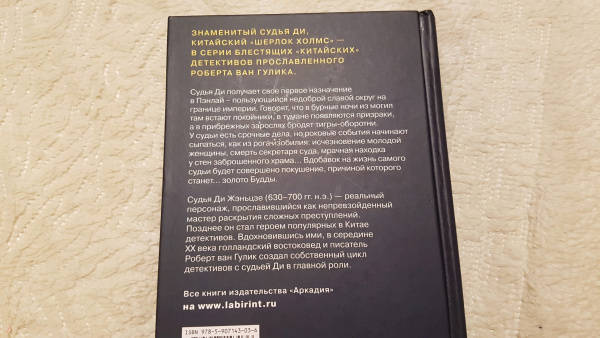 ЗНАМЕНИТЫЙ СУДЬЯ ДИ,
КИТАЙСКИЙ «ШЕРЛОК ХОЛМС» —
В СЕРИИ БЛЕСТЯЩИХ «КИТАЙСКИХ»
ДЕТЕКТИВОВ ПРОСЛАВЛЕННОГО
РОБЕРТА ВАН ГУЛИКА.
Судья Ди получает свое первое назначение
в Пэнлай – пользующийся недоброй славой округ на
границе империи. Говорят, что в бурные ночи из могил
там встают покойники, в тумане появляются призраки,
а в прибрежных зарослях бродят тигры-оборотни.
У судьи есть срочные дела, но роковые события начинают
сыпаться, как из рога изобилия: исчезновение молодой
женщины, смерть секретаря суда, мрачная находка
у стен заброшенного храма... Вдобавок на жизнь самого
судьи будет совершено покушение, причиной которого
станет... золото Будды.
Судья Ди Жэньцзе (630–700 гг. н.э.) — реальный
персонаж, прославившийся как непревзойденный
мастер раскрытия сложных преступлений.
Позднее он стал героем популярных в Китае
детективов. Вдохновившись ими, в середине
XX века голландский востоковед и писатель
Роберт ван Гулик создал собственный цикл
детективов с судьей Ди в главной роли.
Все книги издательства «Аркадия»
на www.labirint.ru
ISBN 978-5-907143-03-6